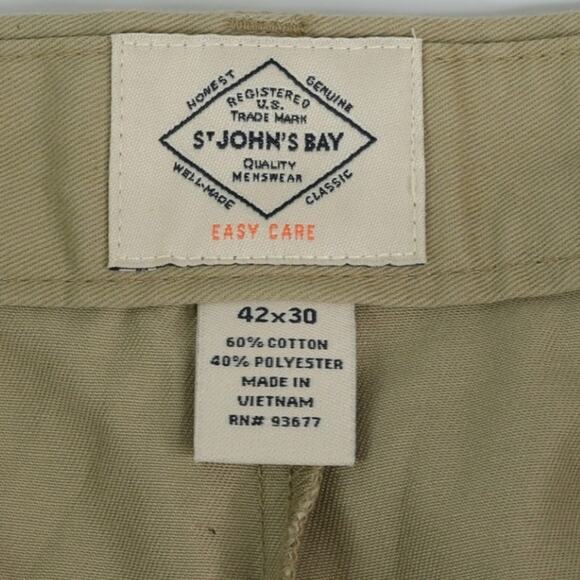 HONEST GENUINE
REGISTERED
U.S.
TRADE MARK
ST JOHN'S BAY
QUALITY
MENSWEAR
WELL-MADE CLASSIC
EASY CARE
42x30
60% COTTON
40% POLYESTER
MADE IN
VIETNAM
RN# 93677